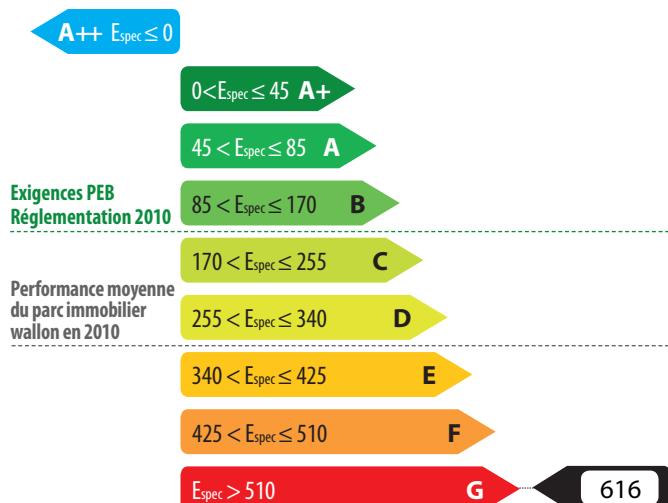 A++ Espec ≤ 0
0<Espec ≤ 45 A+
45 < Espec ≤ 85 A
Exigences PEB
Réglementation 2010
85 < Espec ≤ 170 B
170 < Espec ≤ 255 C
Performance moyenne
du parc immobilier
wallon en 2010
255 < Espec ≤ 340 D
340 < Espec ≤ 425 E
425 < Espec ≤ 510 F
Espec > 510 G 616